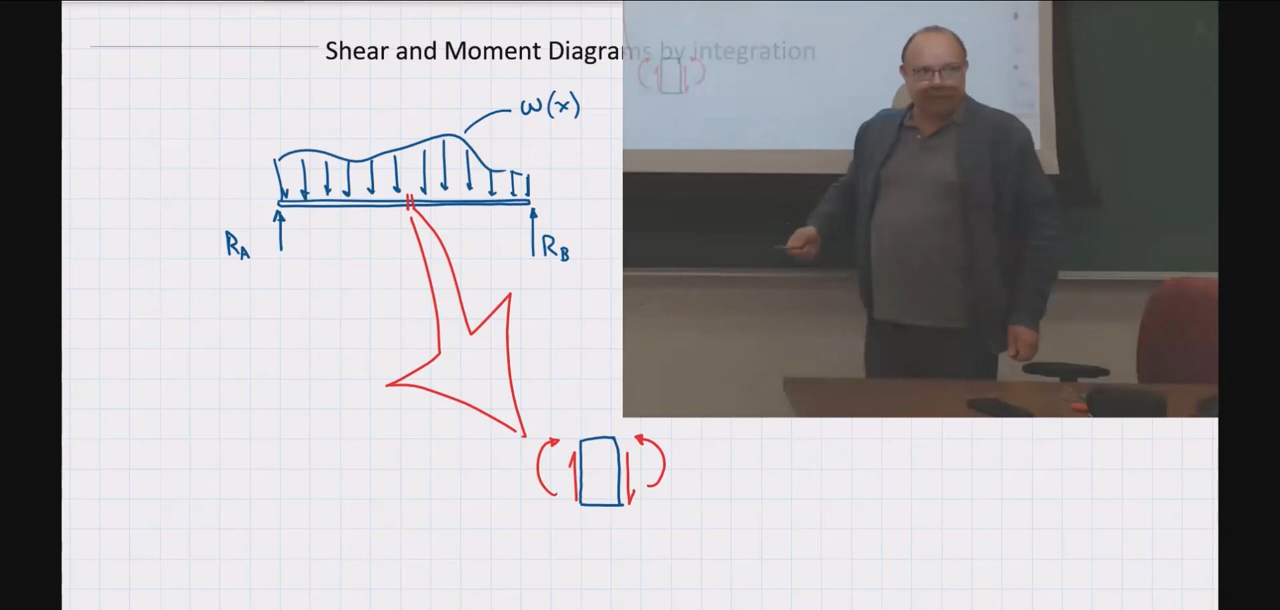 Shear and Moment Diagrams by integration
ω(x)
R_A
R_B